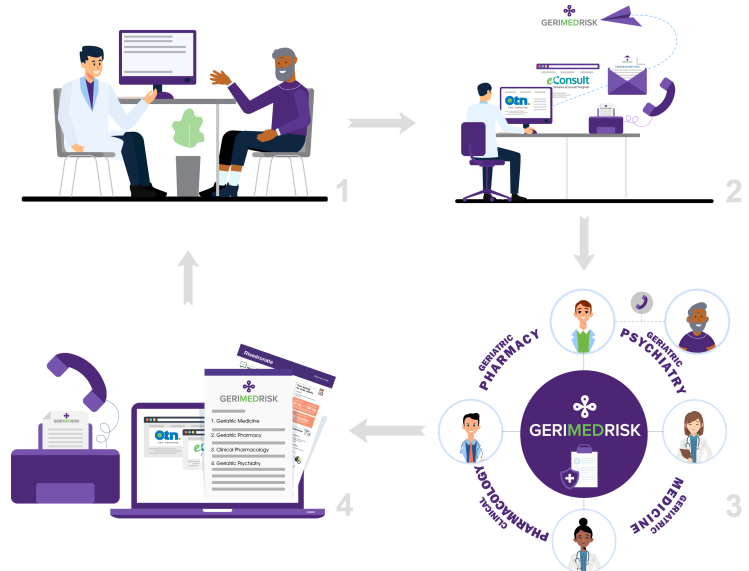 1
GERIMEDRISK
eConsult
Otn.
2
GERIATRIC
PHARMACY
GERIATRIC
PSYCHIATRY
GERIMEDRISK
CLINICAL
PHARMACOLOGY
GERIATRIC
MEDICINE
3
Risedronate
GERIMEDRISK
1. Geriatric Medicine
2. Geriatric Pharmacy
3. Clinical Pharmacology
4. Geriatric Psychiatry
GERIMEDRISK
Otn.
4